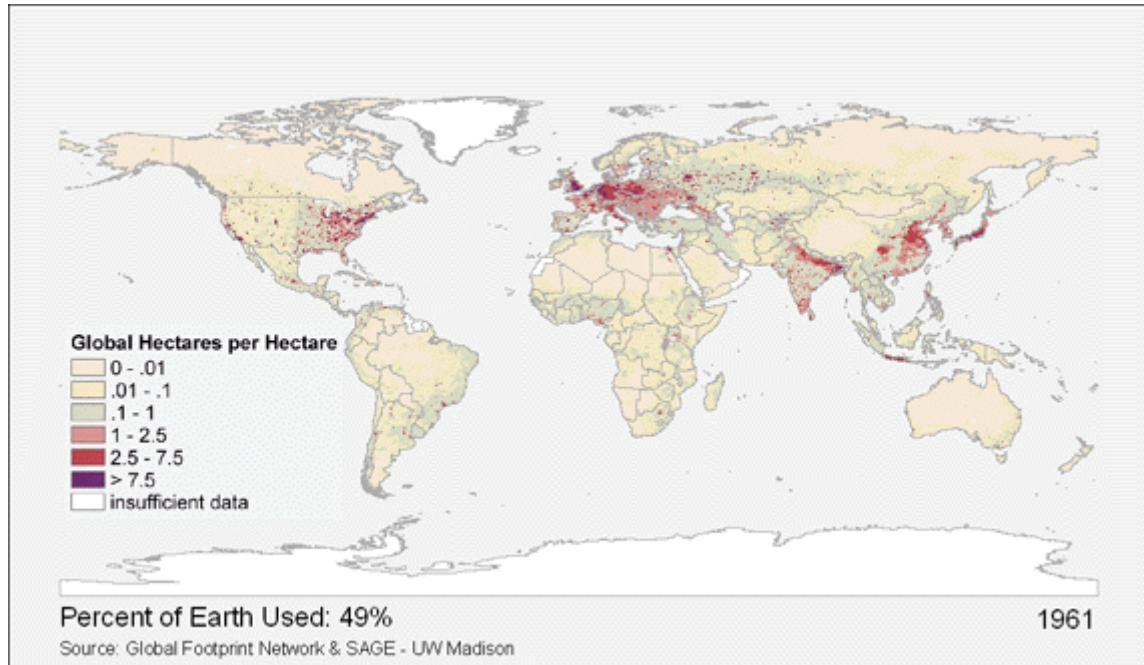 Global Hectares per Hectare
0 - .01
.01 - .1
.1 - 1
1 - 2.5
2.5 - 7.5
> 7.5
insufficient data
Percent of Earth Used: 49%
1961
Source: Global Footprint Network & SAGE - UW Madison